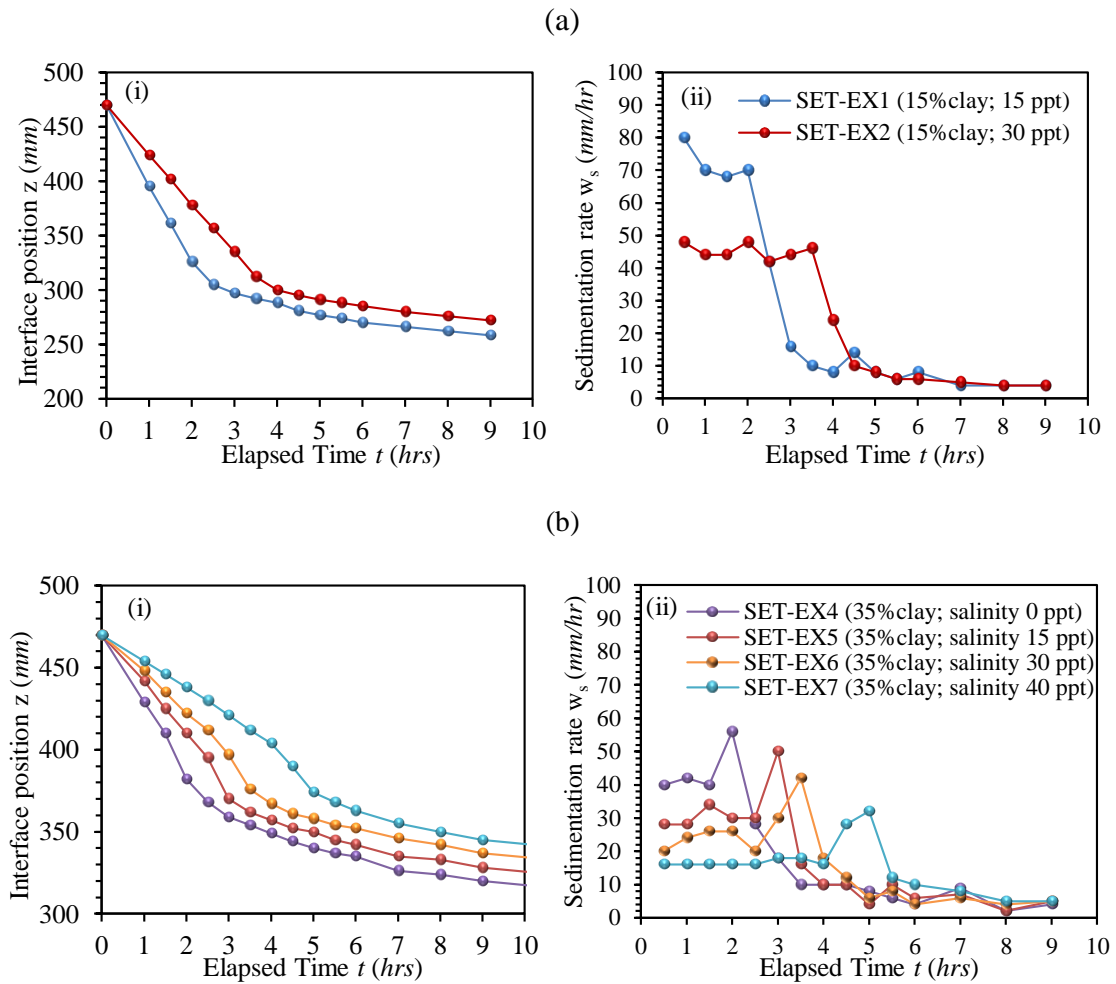 (a)
500
450
400
350
300
250
200
(i)
Interface position z (mm)
0 1 2 3 4 5 6 7 8 9 10
Elapsed Time t (hrs)
100
90
80
70
60
50
40
30
20
10
0
(ii)
SET-EX1 (15%clay; 15 ppt)
SET-EX2 (15%clay; 30 ppt)
Sedimentation rate ws (mm/hr)
0 1 2 3 4 5 6 7 8 9 10
Elapsed Time t (hrs)
(b)
500
450
400
350
300
(i)
Interface position z (mm)
0 1 2 3 4 5 6 7 8 9 10
Elapsed Time t (hrs)
100
90
80
70
60
50
40
30
20
10
0
(ii)
SET-EX4 (35%clay; salinity 0 ppt)
SET-EX5 (35%clay; salinity 15 ppt)
SET-EX6 (35%clay; salinity 30 ppt)
SET-EX7 (35%clay; salinity 40 ppt)
Sedimentation rate ws (mm/hr)
0 1 2 3 4 5 6 7 8 9 10
Elapsed Time t (hrs)